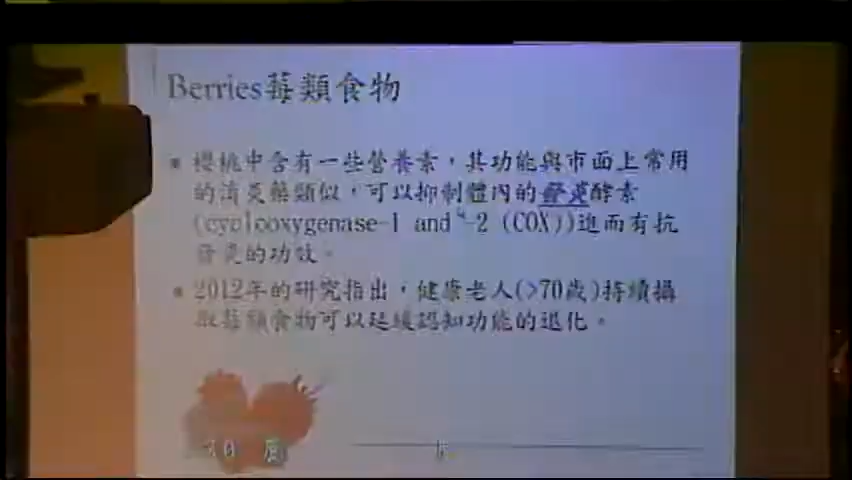 Berries莓類食物
櫻桃中含有一些營養素，其功能與市面上常用
的消炎藥類似，可以抑制體內的發炎酵素
(cyclooxygenase-1 and -2 (COX))進而有抗
發炎的功效。
2012年的研究指出，健康老人(>70歲)持續攝
取莓類食物可以延緩認知功能的退化。